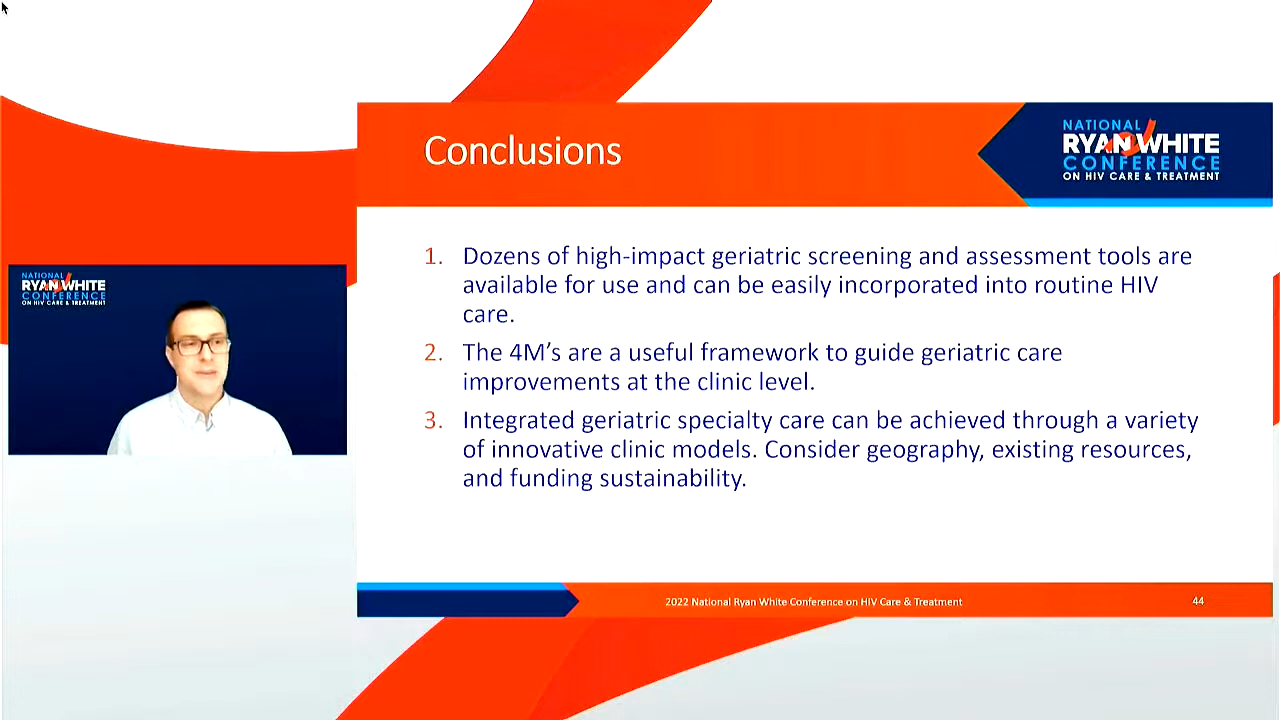 Conclusions
NATIONAL
RYAN WHITE
CONFERENCE
ON HIV CARE & TREATMENT
1. Dozens of high-impact geriatric screening and assessment tools are
available for use and can be easily incorporated into routine HIV
care.
2. The 4M’s are a useful framework to guide geriatric care
improvements at the clinic level.
3. Integrated geriatric specialty care can be achieved through a variety
of innovative clinic models. Consider geography, existing resources,
and funding sustainability.
NATIONAL
RYAN WHITE
CONFERENCE
ON HIV CARE & TREATMENT
2022 National Ryan White Conference on HIV Care & Treatment
44